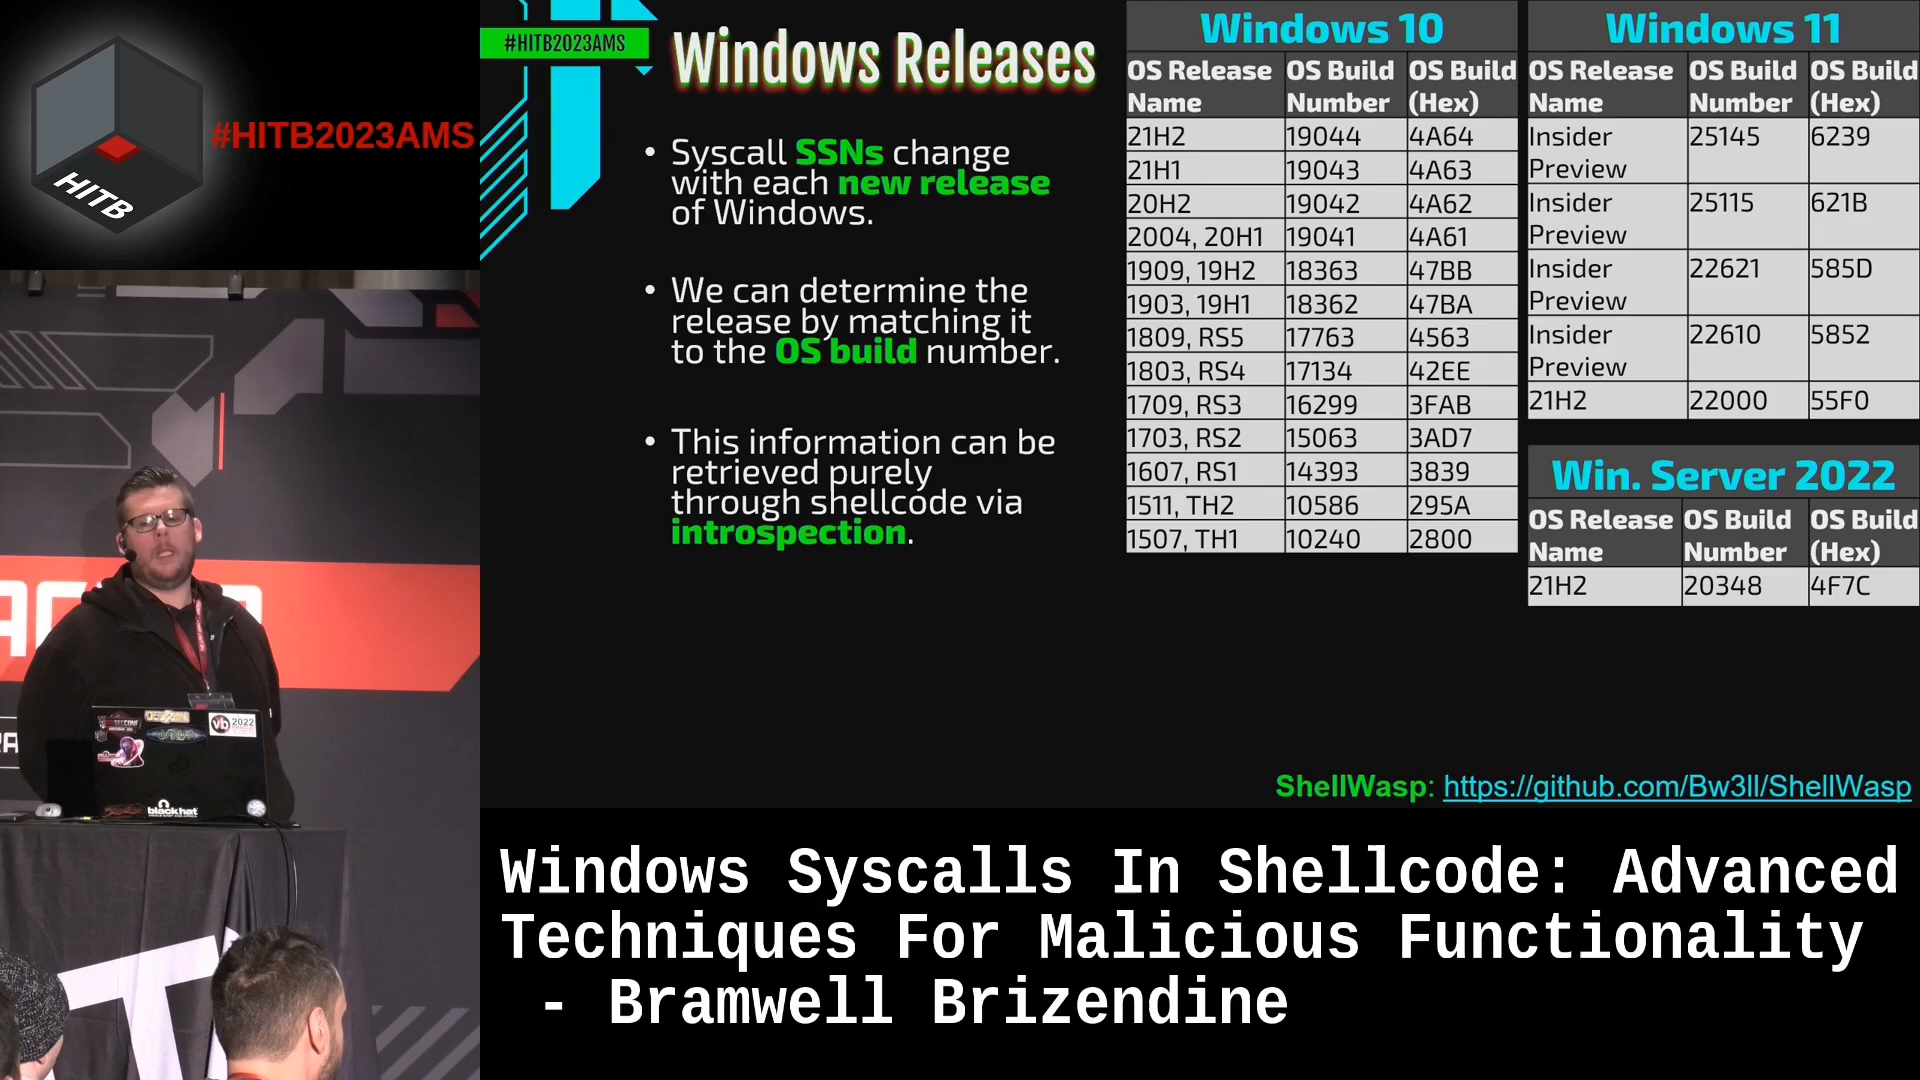 #HITB2023AMS
HITB
#HITB2023AMS
Windows Releases
• Syscall SSNs change
with each new release
of Windows.
• We can determine the
release by matching it
to the OS build number.
• This information can be
retrieved purely
through shellcode via
introspection.
Windows 10
OS Release Name OS Build Number OS Build (Hex)
21H2 19044 4A64
21H1 19043 4A63
20H2 19042 4A62
2004, 20H1 19041 4A61
1909, 19H2 18363 47BB
1903, 19H1 18362 47BA
1809, RS5 17763 4563
1803, RS4 17134 42EE
1709, RS3 16299 3FAB
1703, RS2 15063 3AD7
1607, RS1 14393 3839
1511, TH2 10586 295A
1507, TH1 10240 2800
Windows 11
OS Release Name OS Build Number OS Build (Hex)
Insider Preview 25145 6239
Insider Preview 25115 621B
Insider Preview 22621 585D
Insider Preview 22610 5852
21H2 22000 55F0
Win. Server 2022
OS Release Name OS Build Number OS Build (Hex)
21H2 20348 4F7C
ShellWasp: https://github.com/Bw3ll/ShellWasp
vb 2022
blackhat
Windows Syscalls In Shellcode: Advanced
Techniques For Malicious Functionality
- Bramwell Brizendine